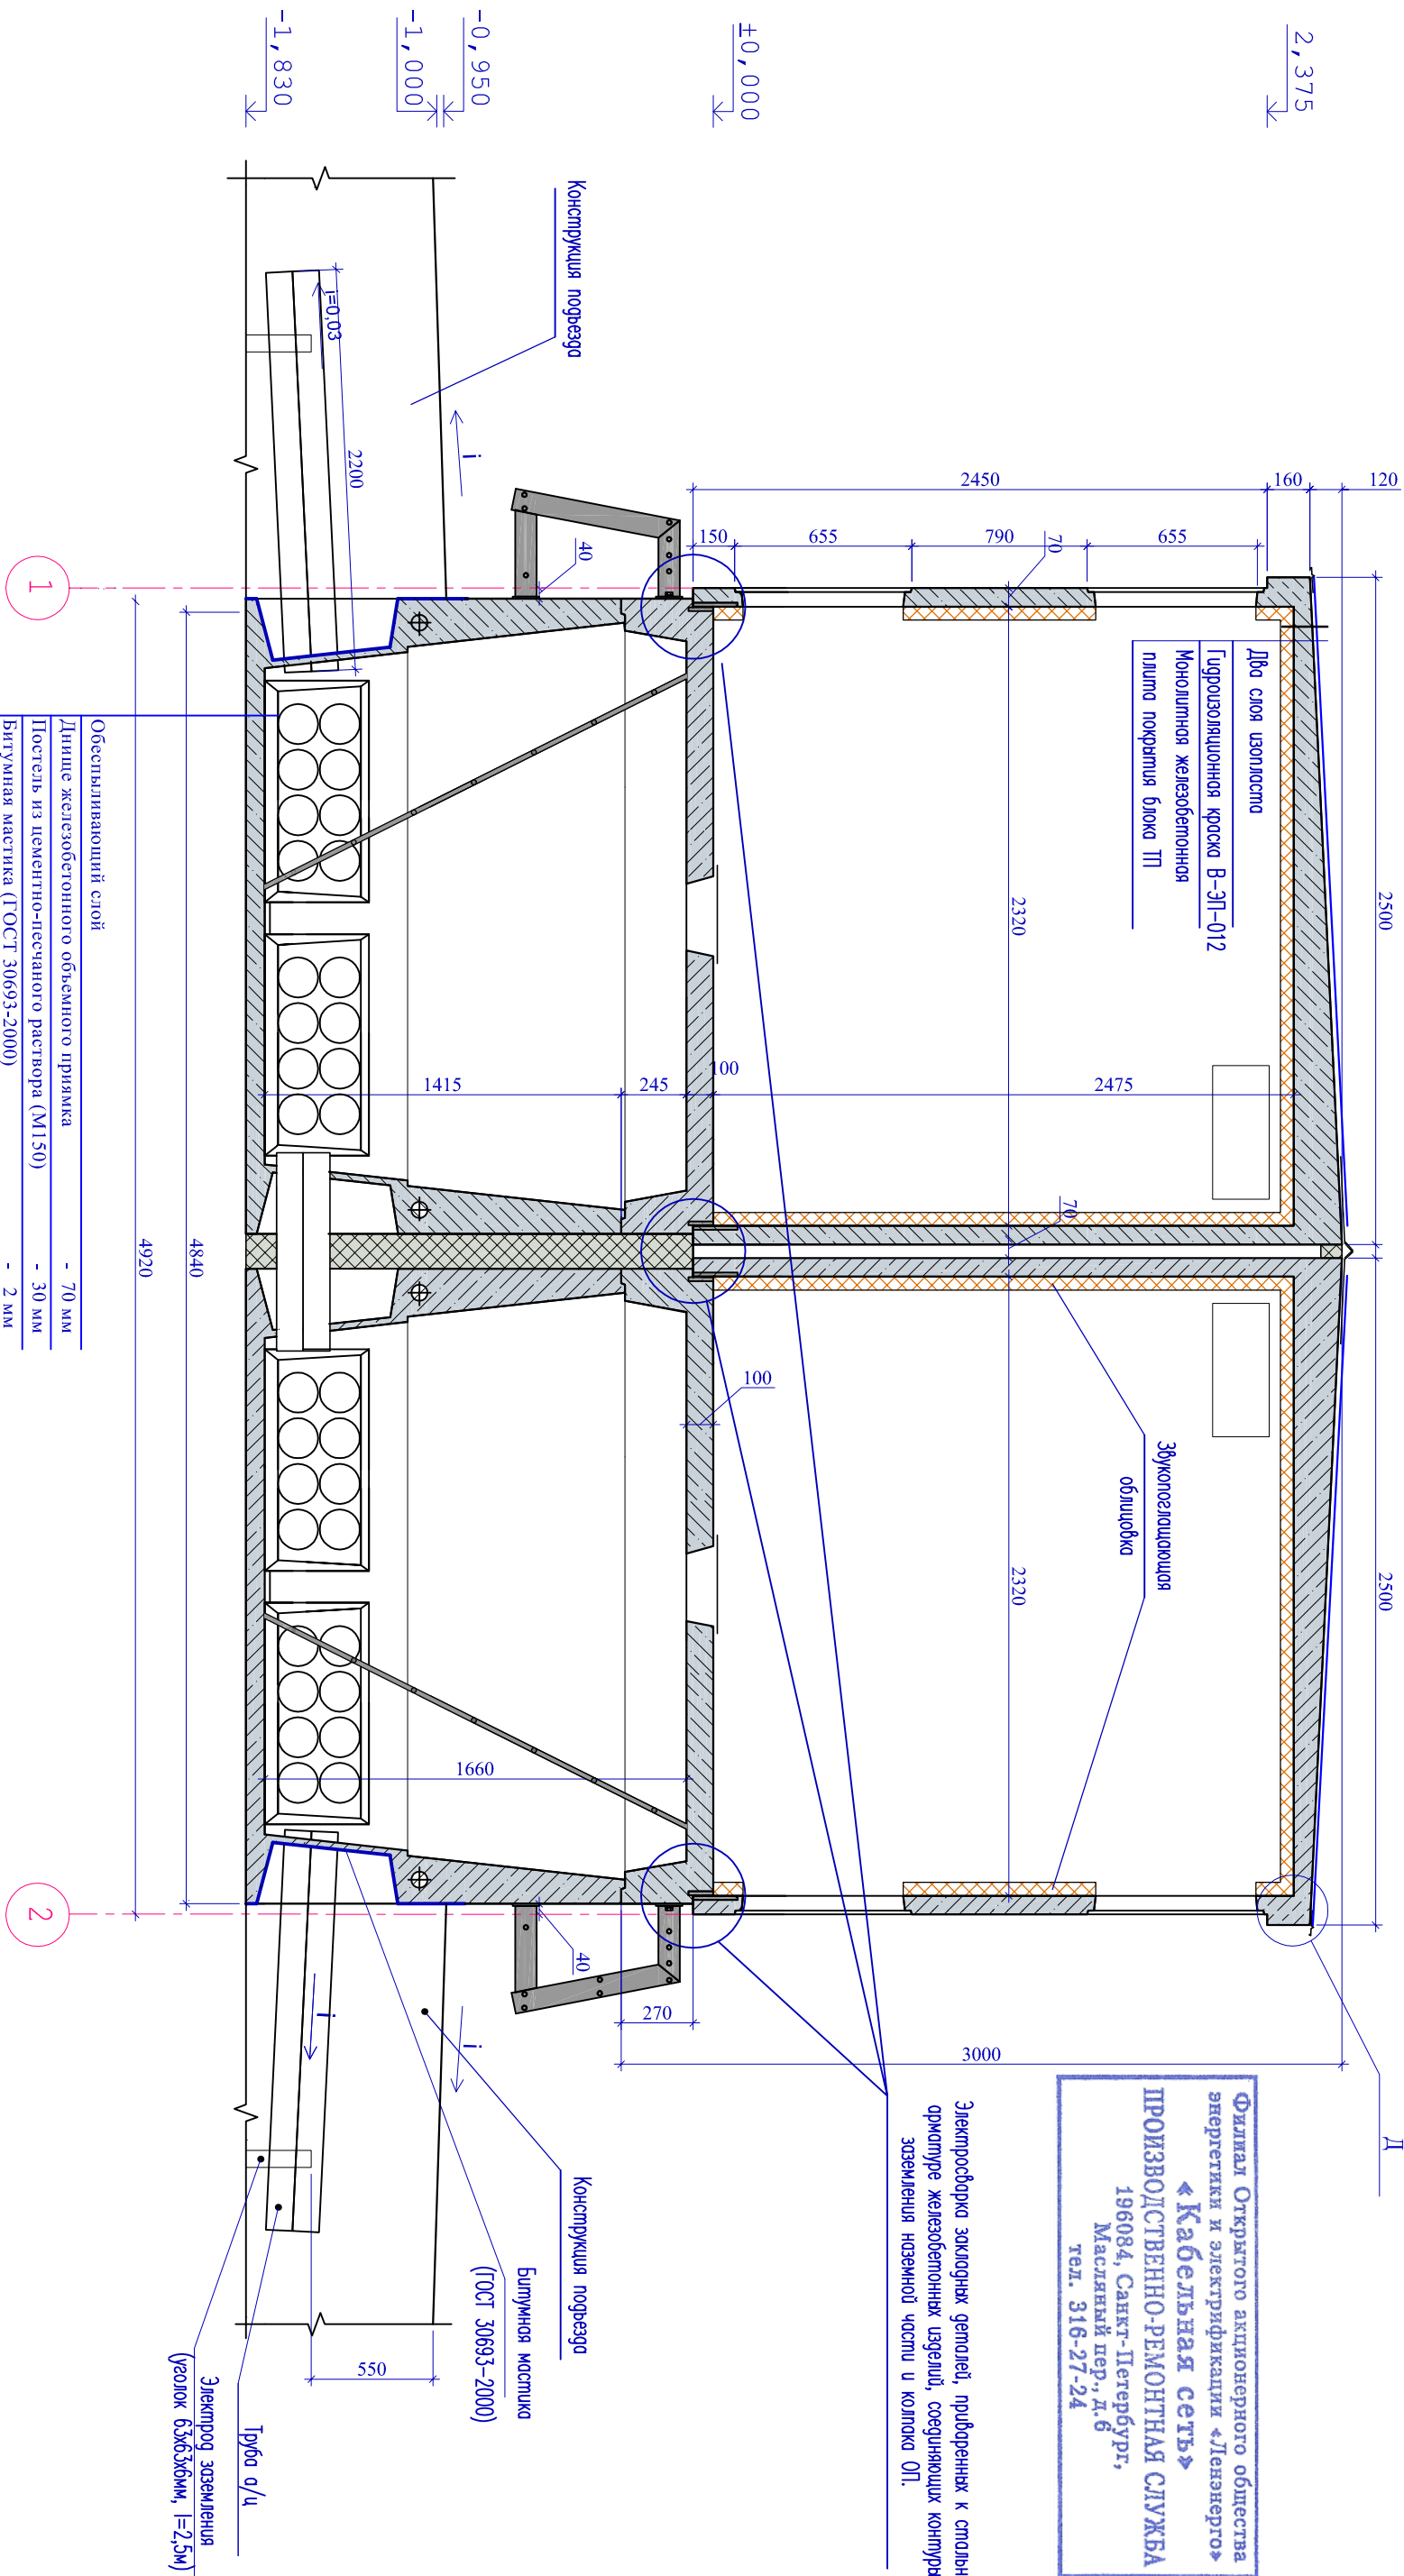 2,375
±0,000
-0,950
-1,000
-1,830
Д
2500
2500
120
160
2450
655
790
655
150
70
Два слоя изопласта
Гидроизоляционная краска В-ЭП-012
Монолитная железобетонная
плита покрытия блока ТП
2320
2320
2475
100
245
1415
70
100
1660
Звукопоглащающая
облицовка
40
40
270
3000
550
Конструкция подъезда
i
i=0,03
2200
i
i
Филиал Открытого акционерного общества
энергетики и электрификации «Ленэнерго»
«Кабельная сеть»
ПРОИЗВОДСТВЕННО-РЕМОНТНАЯ СЛУЖБА
196084, Санкт-Петербург,
Масляный пер., д.6
тел. 316-27-24
Электросварка закладных деталей, приваренных к
арматуре железобетонных изделий, соединяющих контуры
заземления наземной части и колпака ОП.
Конструкция подъезда
Битумная мастика
(ГОСТ 30693-2000)
Труба а/ц
Электрод заземления
(уголок 63х63х6мм, l=2,5м)
4840
4920
Обеспыливающий слой
Днище железобетонного объемного приямка - 70 мм
Постель из цементно-песчаного раствора (М150) - 30 мм
Битумная мастика (ГОСТ 30693-2000) - 2 мм
1
2